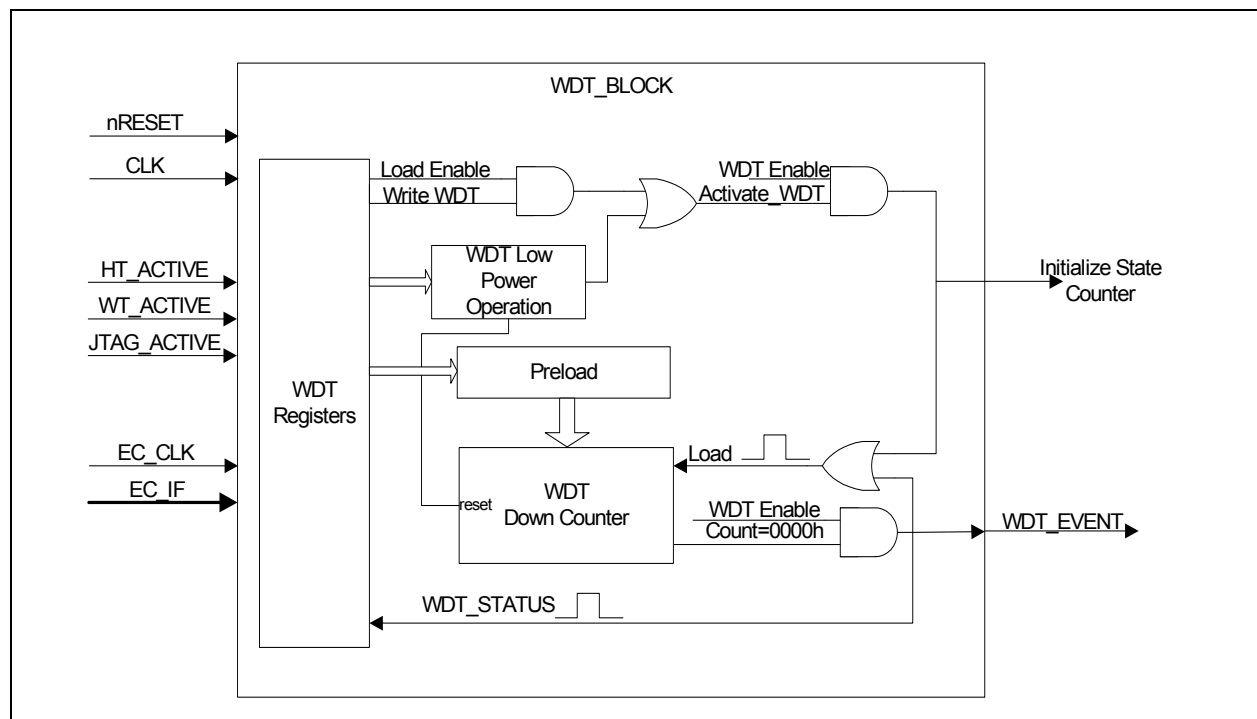 WDT_BLOCK
nRESET
CLK
HT_ACTIVE
WT_ACTIVE
JTAG_ACTIVE
EC_CLK
EC_IF
WDT
Registers
Load Enable
Write WDT
WDT Enable
Activate_WDT
WDT Low
Power
Operation
Initialize State
Counter
Preload
Load
reset
WDT
Down Counter
WDT Enable
Count=0000h
WDT_EVENT
WDT_STATUS